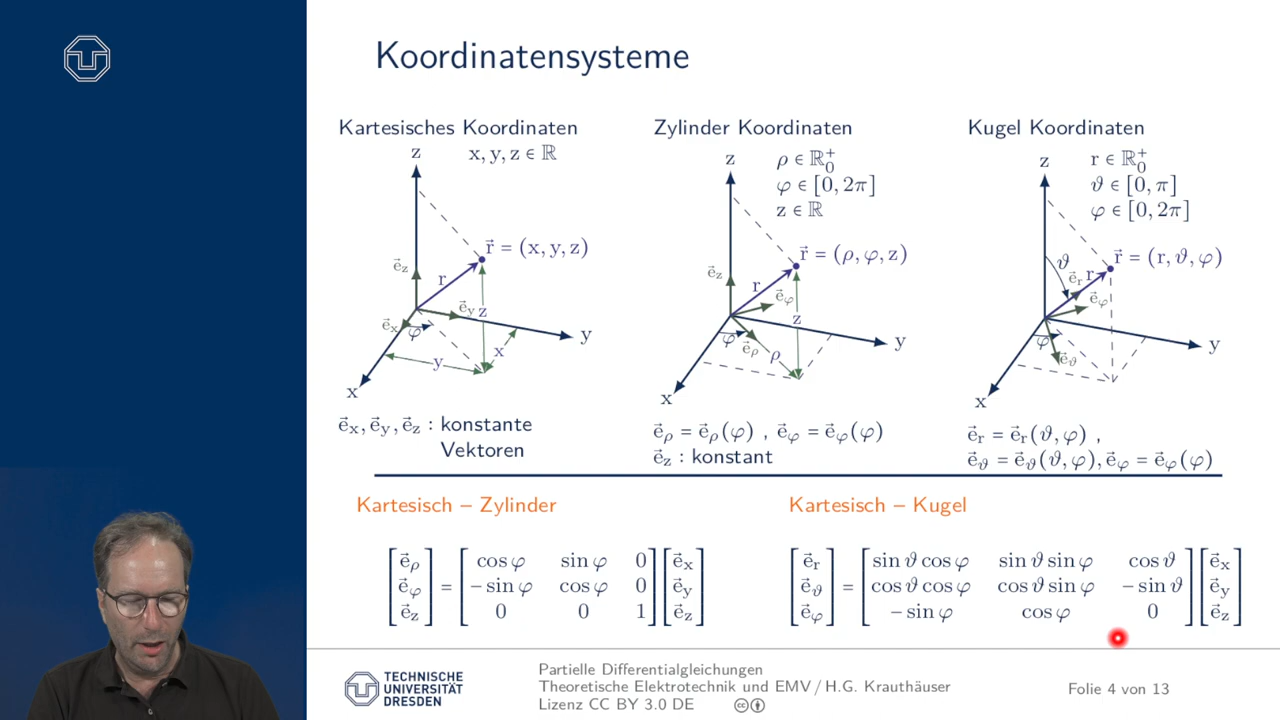 Koordinatensysteme
Kartesisches Koordinaten
x, y, z ∈ ℝ
z
r⃗ = (x, y, z)
e⃗z
r
e⃗y
z
e⃗x
φ
y
x
y
x
e⃗x, e⃗y, e⃗z : konstante
Vektoren
Zylinder Koordinaten
ρ ∈ ℝ₀⁺
φ ∈ [0, 2π]
z ∈ ℝ
z
r⃗ = (ρ, φ, z)
e⃗z
r
e⃗φ
z
φ
e⃗ρ
ρ
y
x
e⃗ρ = e⃗ρ(φ) , e⃗φ = e⃗φ(φ)
e⃗z : konstant
Kugel Koordinaten
r ∈ ℝ₀⁺
ϑ ∈ [0, π]
φ ∈ [0, 2π]
z
r⃗ = (r, ϑ, φ)
ϑ
e⃗r
r
e⃗φ
φ
e⃗ϑ
y
x
e⃗r = e⃗r(ϑ, φ) ,
e⃗ϑ = e⃗ϑ(ϑ, φ), e⃗φ = e⃗φ(φ)
Kartesisch – Zylinder
[e⃗ρ] = [cos φ sin φ 0] [e⃗x]
[e⃗φ] [− sin φ cos φ 0] [e⃗y]
[e⃗z] [0 0 1] [e⃗z]
Kartesisch – Kugel
[e⃗r] = [sin ϑ cos φ sin ϑ sin φ cos ϑ] [e⃗x]
[e⃗ϑ] [cos ϑ cos φ cos ϑ sin φ − sin ϑ] [e⃗y]
[e⃗φ] [− sin φ cos φ 0] [e⃗z]
TECHNISCHE
UNIVERSITÄT
DRESDEN
Partielle Differentialgleichungen
Theoretische Elektrotechnik und EMV / H.G. Krauthäuser
Lizenz CC BY 3.0 DE
Folie 4 von 13